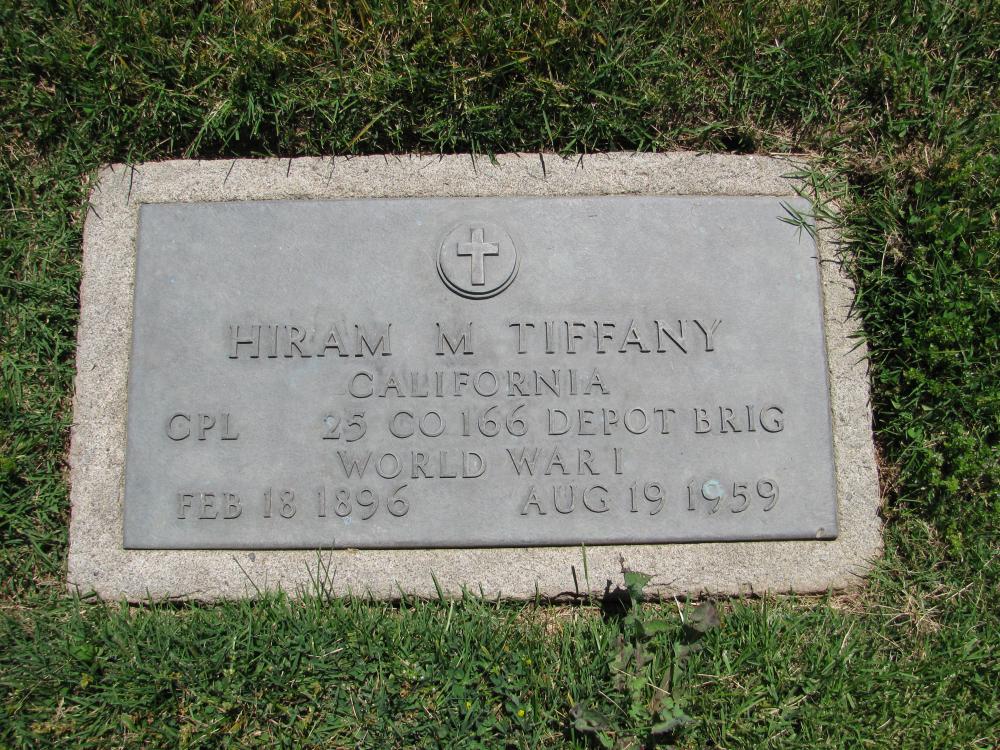 HIRAM M TIFFANY
CALIFORNIA
CPL 25 CO 166 DEPOT BRIG
WORLD WAR I
FEB 18 1896 AUG 19 1959